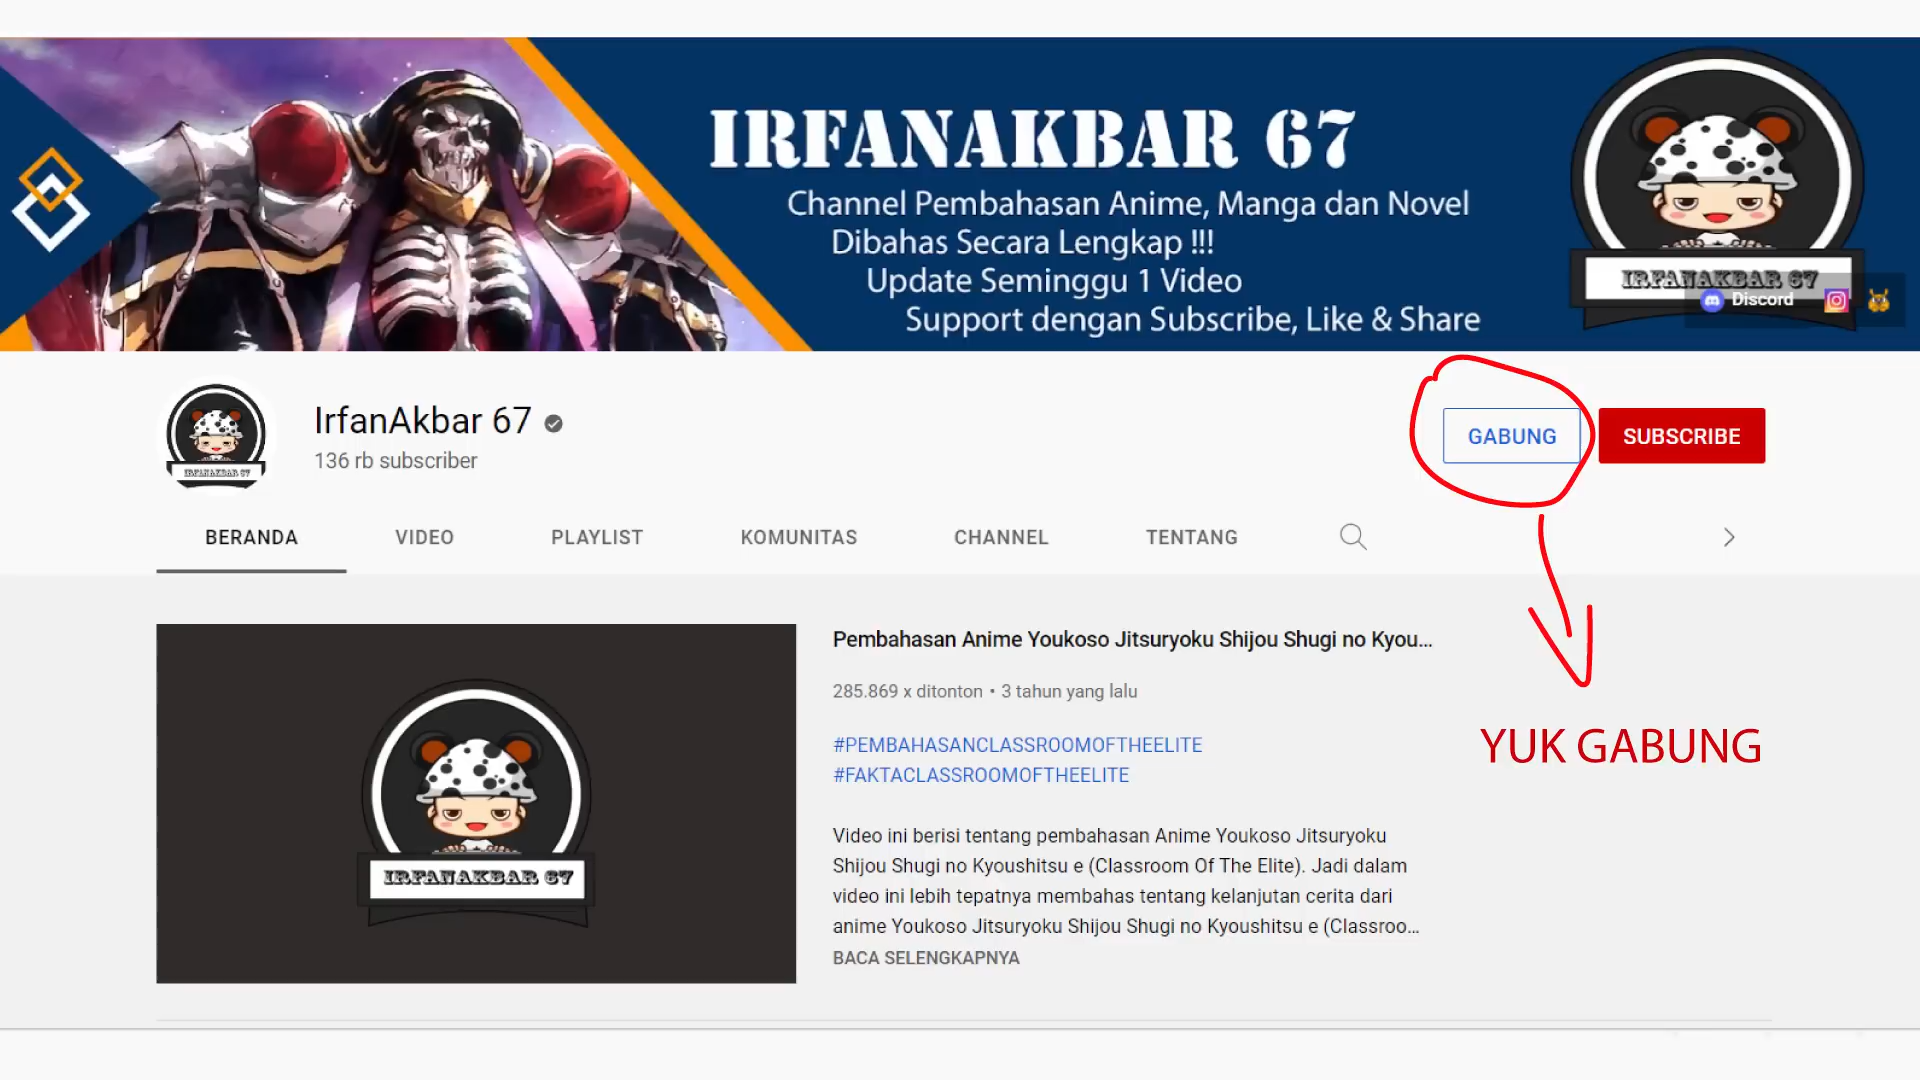 IRFANAKBAR 67
Channel Pembahasan Anime, Manga dan Novel
Dibahas Secara Lengkap !!!
Update Seminggu 1 Video
Support dengan Subscribe, Like & Share
IRFANAKBAR 67
Discord
IrfanAkbar 67
136 rb subscriber
IRFANAKBAR 67
GABUNG
SUBSCRIBE
BERANDA
VIDEO
PLAYLIST
KOMUNITAS
CHANNEL
TENTANG
IRFANAKBAR 67
Pembahasan Anime Youkoso Jitsuryoku Shijou Shugi no Kyou...
285.869 x ditonton • 3 tahun yang lalu
#PEMBAHASANCLASSROOMOFTHEELITE
#FAKTACLASSROOMOFTHEELITE
Video ini berisi tentang pembahasan Anime Youkoso Jitsuryoku
Shijou Shugi no Kyoushitsu e (Classroom Of The Elite). Jadi dalam
video ini lebih tepatnya membahas tentang kelanjutan cerita dari
anime Youkoso Jitsuryoku Shijou Shugi no Kyoushitsu e (Classroo...
BACA SELENGKAPNYA
YUK GABUNG